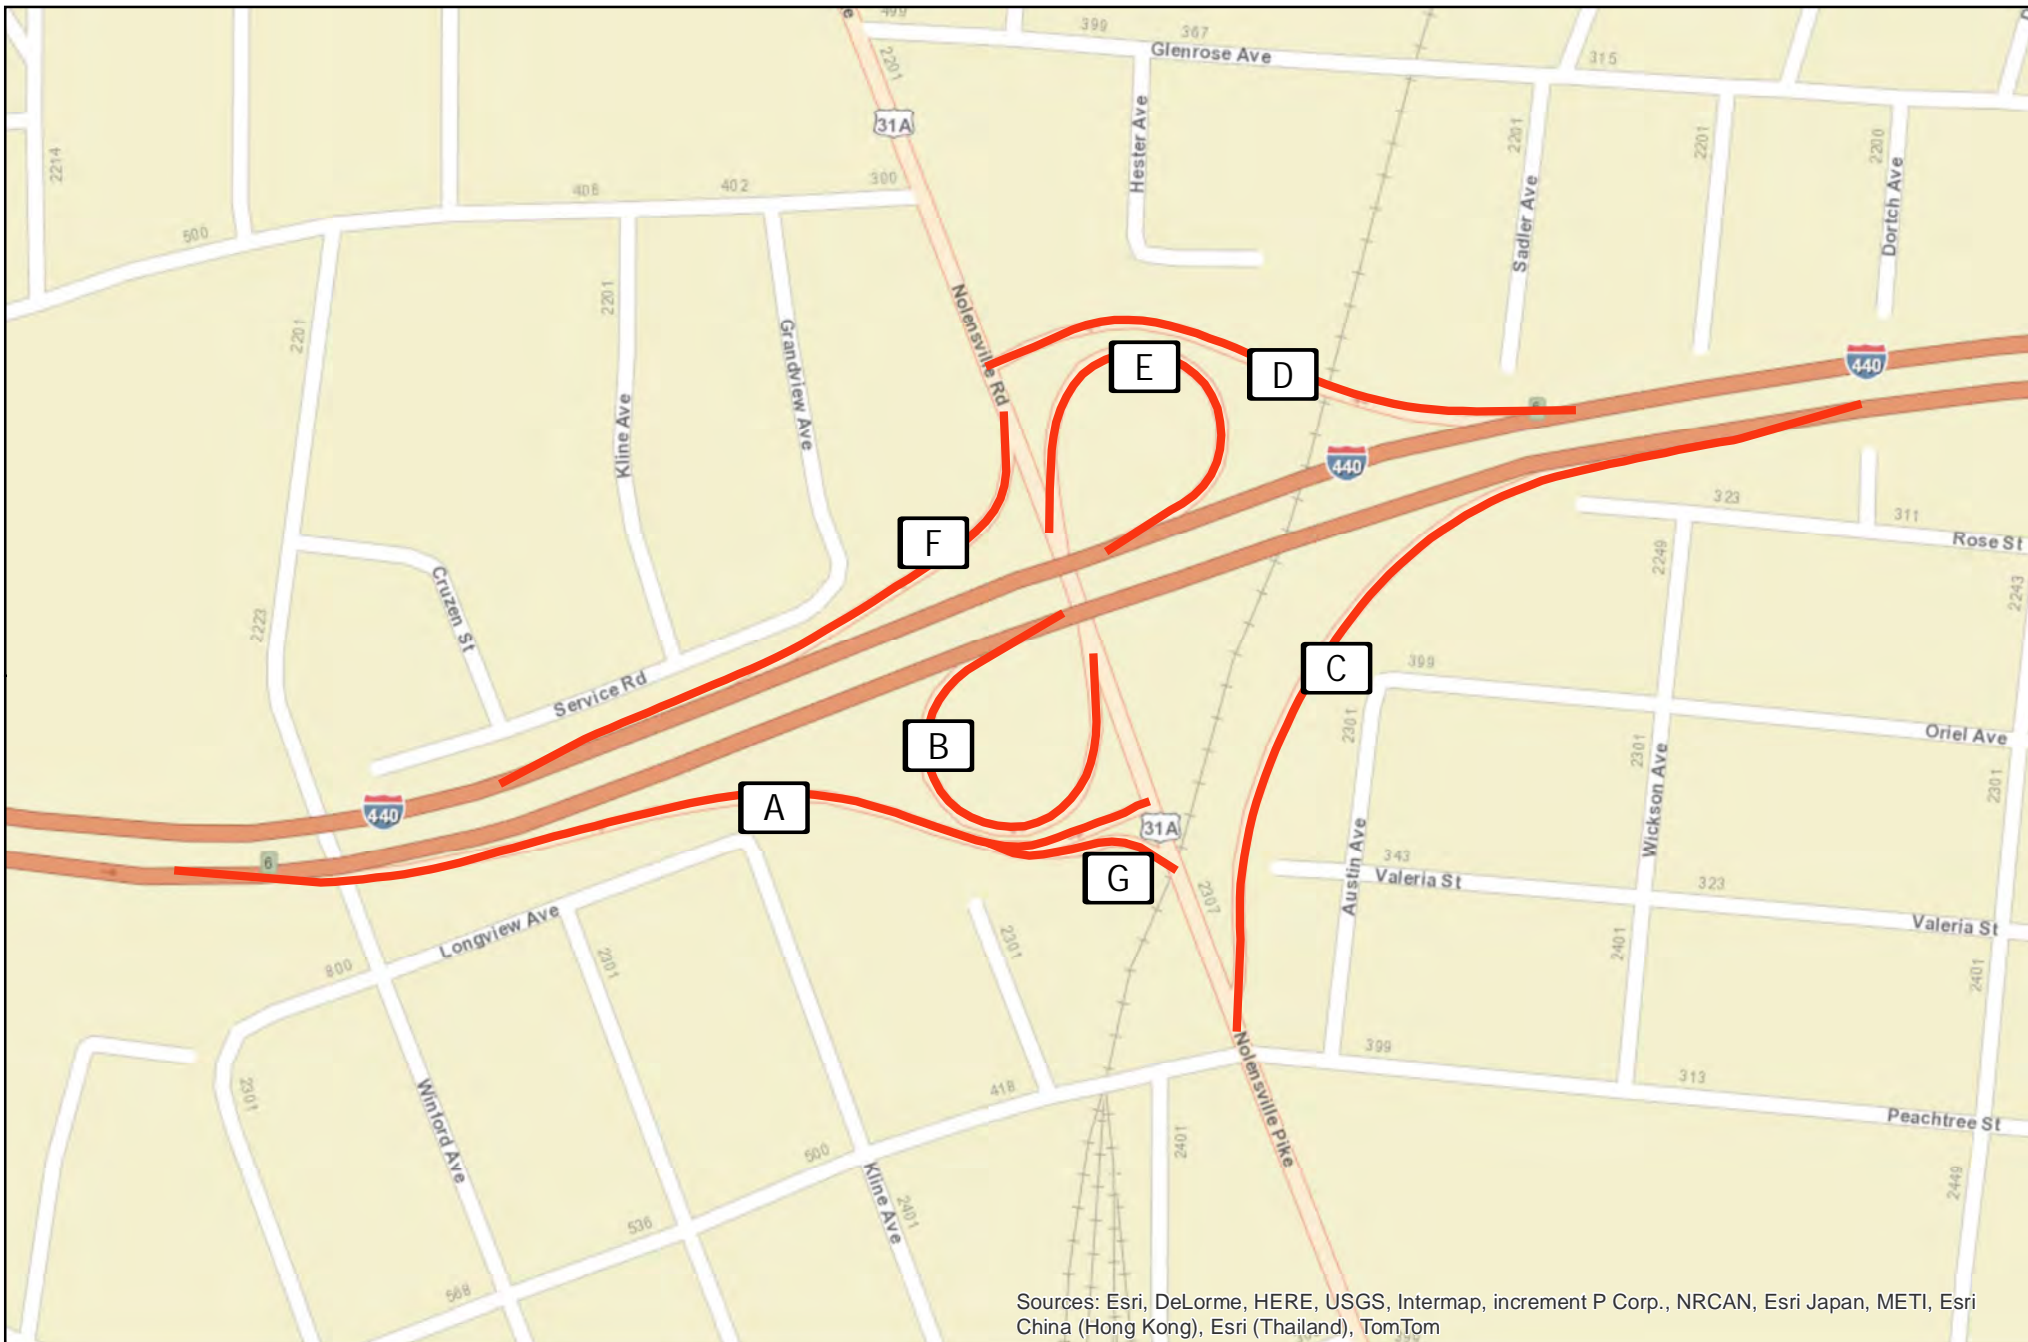 499
399
367
Glenrose Ave
315
2201
31A
Hester Ave
2201
2201
2200
Sadler Ave
Dortch Ave
2214
408
402
300
500
2201
2201
Nolensville Rd
Grandview Ave
Kline Ave
E
D
440
440
6
F
323
311
Rose St
2249
2243
Cruzen St
2223
Service Rd
C
399
B
2301
Oriel Ave
2301
Wickson Ave
2301
A
440
31A
6
G
343
Valeria St
323
Valeria St
Austin Ave
2307
Longview Ave
800
2301
2301
2401
2401
399
313
Peachtree St
Nolensville Pike
2301
Winford Ave
418
500
2401
Kline Ave
2401
536
568
2449
Sources: Esri, DeLorme, HERE, USGS, Intermap, increment P Corp., NRCAN, Esri Japan, METI, Esri
China (Hong Kong), Esri (Thailand), TomTom